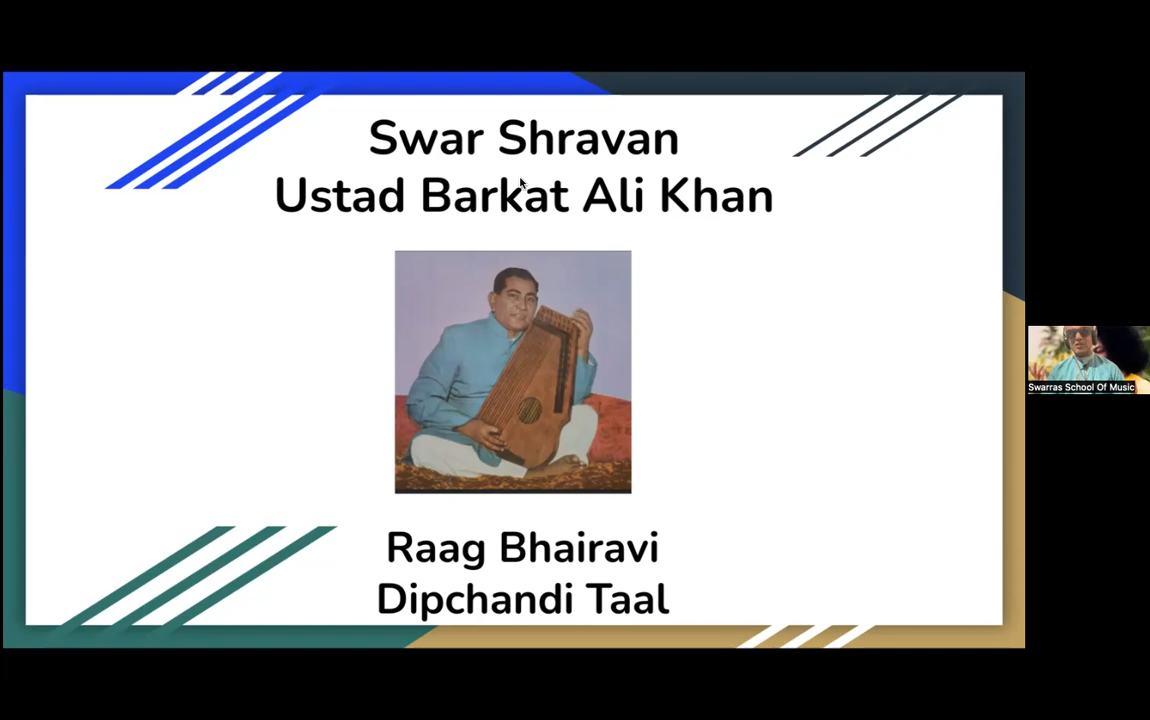 Swar Shravan
Ustad Barkat Ali Khan
Raag Bhairavi
Dipchandi Taal
Swarras School Of Music